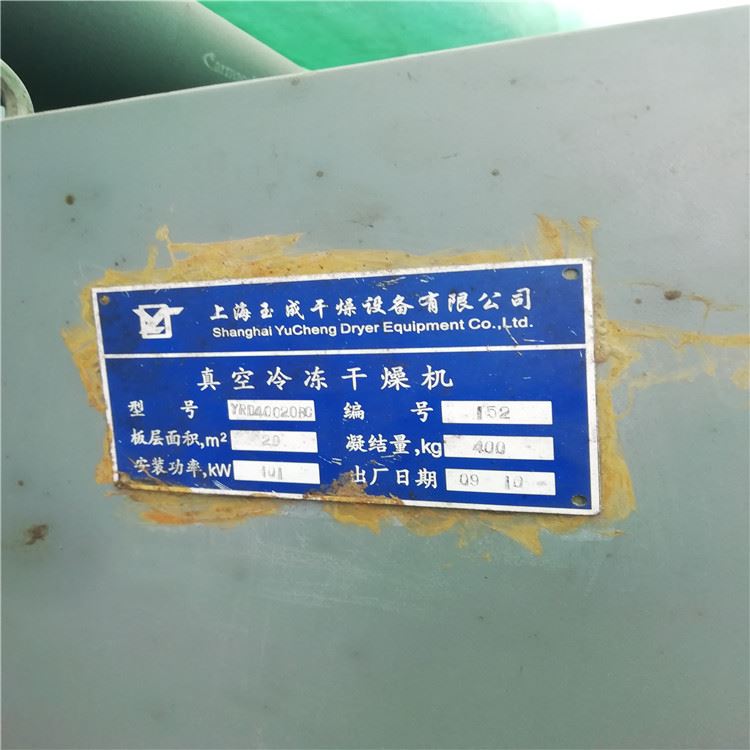 上海玉成干燥设备有限公司
Shanghai YuCheng Dryer Equipment Co.,Ltd.
真空冷冻干燥机
型 号 编 号 152
板层面积,m² 20 凝结量,kg 400
安装功率,kW 101 出厂日期 09 10